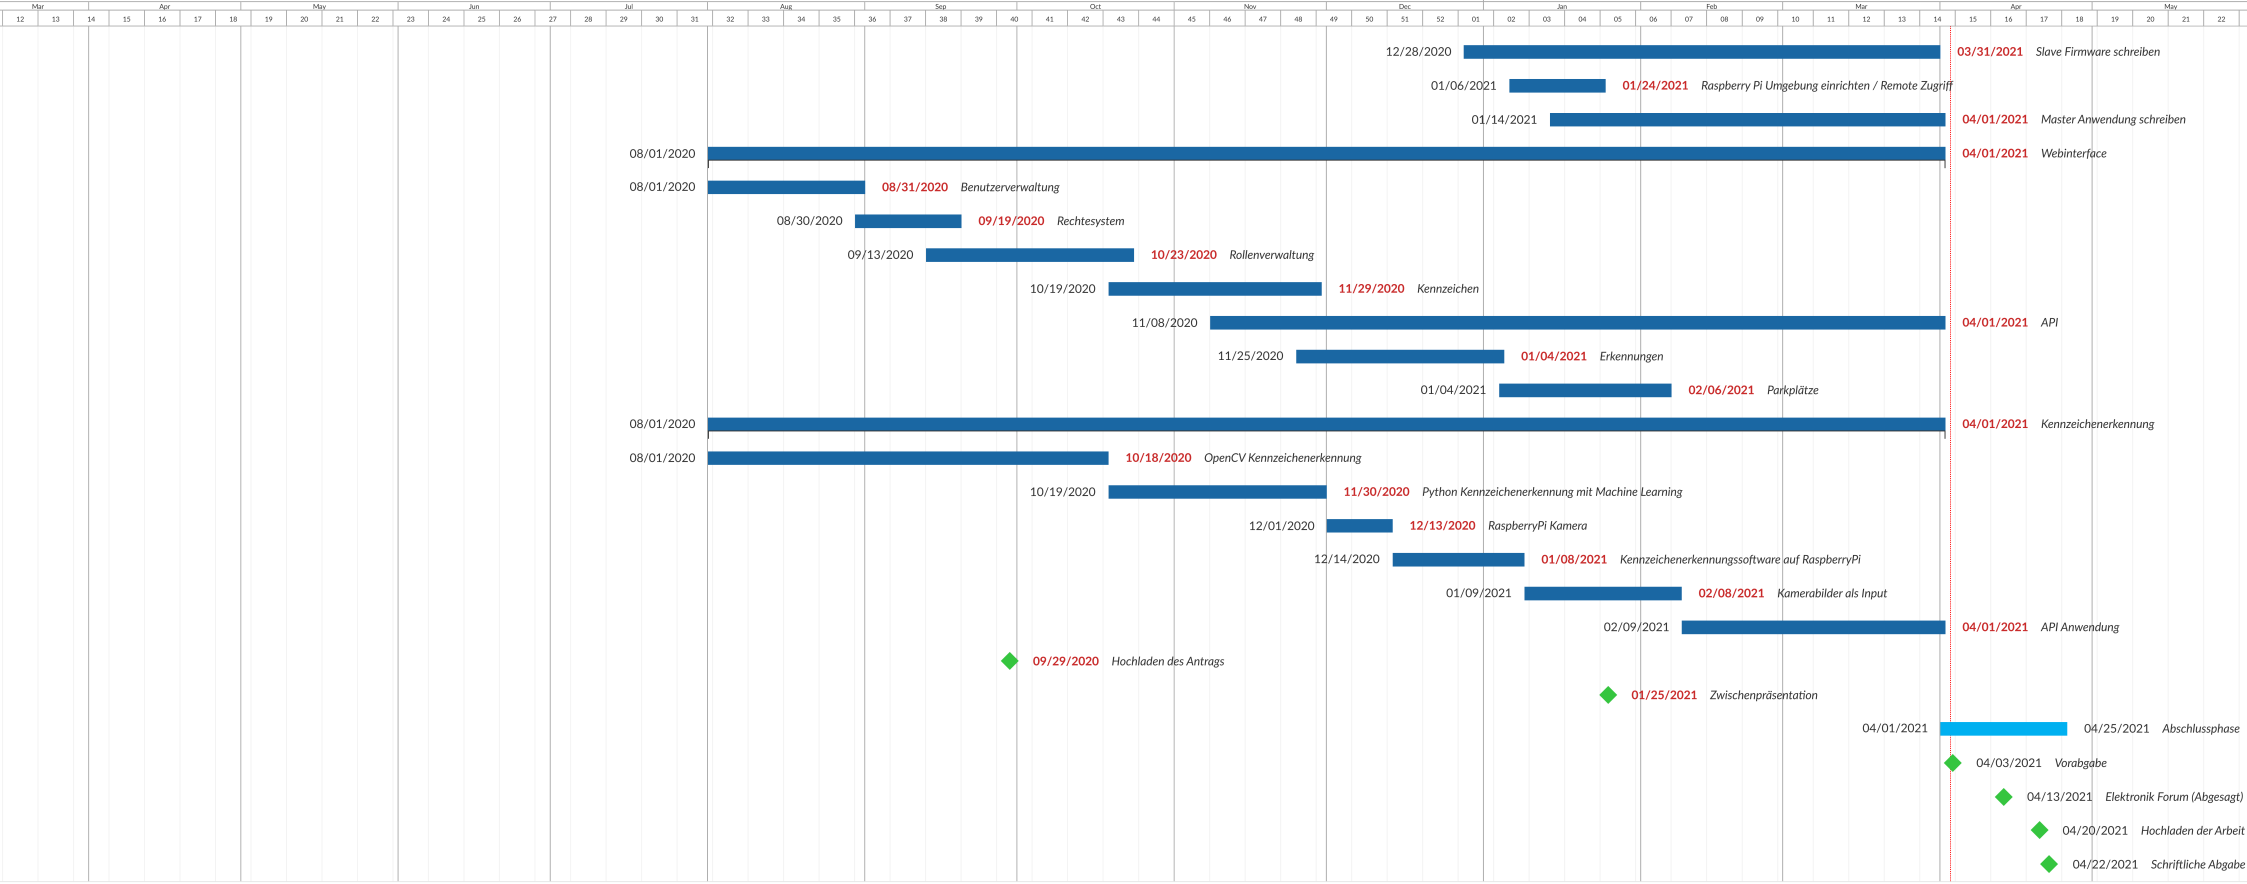 Mar Apr May Jun Jul Aug Sep Oct Nov Dec Jan Feb Mar Apr May
12 13 14 15 16 17 18 19 20 21 22 23 24 25 26 27 28 29 30 31 32 33 34 35 36 37 38 39 40 41 42 43 44 45 46 47 48 49 50 51 52 01 02 03 04 05 06 07 08 09 10 11 12 13 14 15 16 17 18 19 20 21 22
12/28/2020 03/31/2021 Slave Firmware schreiben
01/06/2021 01/24/2021 Raspberry Pi Umgebung einrichten / Remote Zugriff
01/14/2021 04/01/2021 Master Anwendung schreiben
08/01/2020 04/01/2021 Webinterface
08/01/2020 08/31/2020 Benutzerverwaltung
08/30/2020 09/19/2020 Rechtesystem
09/13/2020 10/23/2020 Rollenverwaltung
10/19/2020 11/29/2020 Kennzeichen
11/08/2020 04/01/2021 API
11/25/2020 01/04/2021 Erkennungen
01/04/2021 02/06/2021 Parkplätze
08/01/2020 04/01/2021 Kennzeichenerkennung
08/01/2020 10/18/2020 OpenCV Kennzeichenerkennung
10/19/2020 11/30/2020 Python Kennzeichenerkennung mit Machine Learning
12/01/2020 12/13/2020 RaspberryPi Kamera
12/14/2020 01/08/2021 Kennzeichenerkennungssoftware auf RaspberryPi
01/09/2021 02/08/2021 Kamerabilder als Input
02/09/2021 04/01/2021 API Anwendung
09/29/2020 Hochladen des Antrags
01/25/2021 Zwischenpräsentation
04/01/2021 04/25/2021 Abschlussphase
04/03/2021 Vorabgabe
04/13/2021 Elektronik Forum (Abgesagt)
04/20/2021 Hochladen der Arbeit
04/22/2021 Schriftliche Abgabe